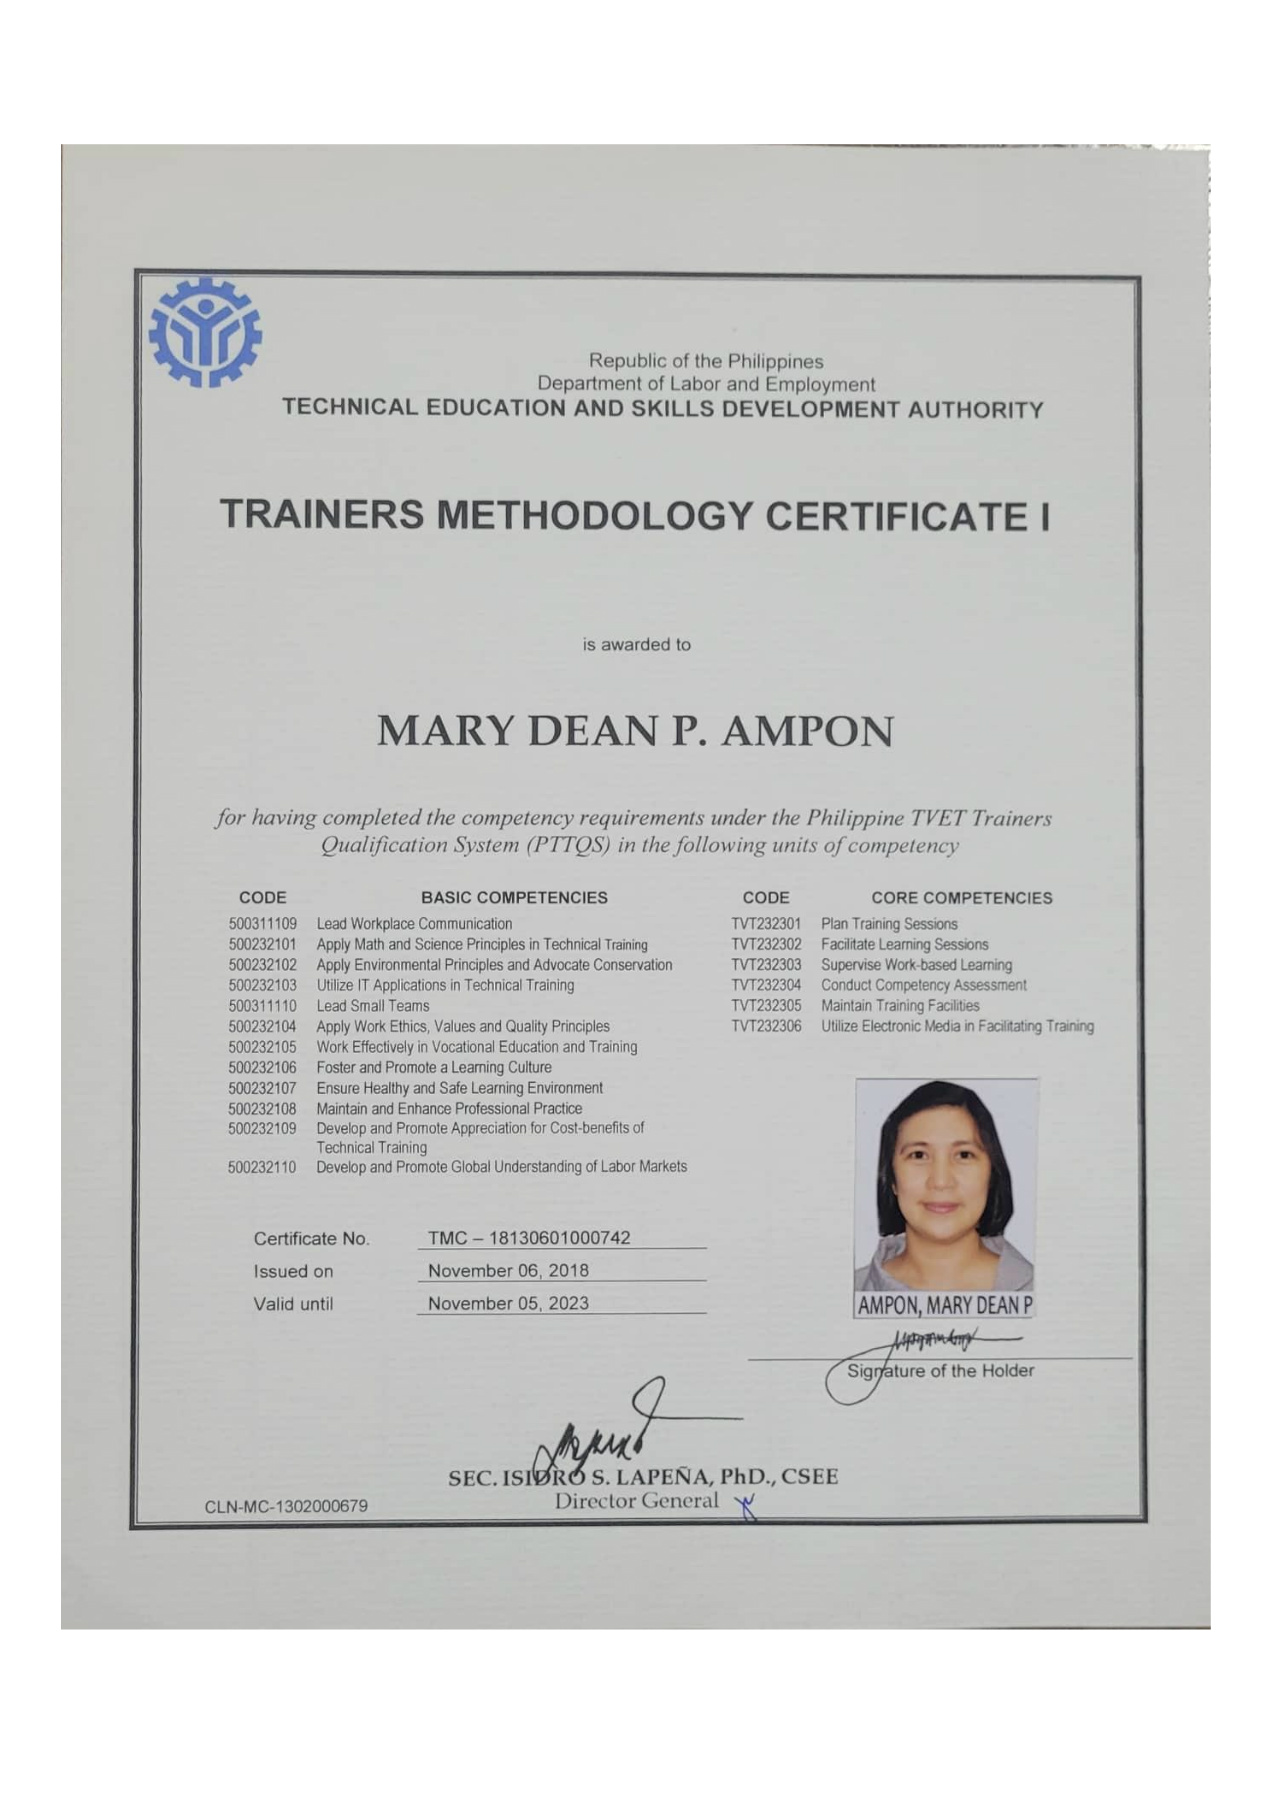 Republic of the Philippines
Department of Labor and Employment
TECHNICAL EDUCATION AND SKILLS DEVELOPMENT AUTHORITY
TRAINERS METHODOLOGY CERTIFICATE I
is awarded to
MARY DEAN P. AMPON
for having completed the competency requirements under the Philippine TVET Trainers
Qualification System (PTTQS) in the following units of competency
CODE BASIC COMPETENCIES
500311109 Lead Workplace Communication
500232101 Apply Math and Science Principles in Technical Training
500232102 Apply Environmental Principles and Advocate Conservation
500232103 Utilize IT Applications in Technical Training
500311110 Lead Small Teams
500232104 Apply Work Ethics, Values and Quality Principles
500232105 Work Effectively in Vocational Education and Training
500232106 Foster and Promote a Learning Culture
500232107 Ensure Healthy and Safe Learning Environment
500232108 Maintain and Enhance Professional Practice
500232109 Develop and Promote Appreciation for Cost-benefits of
Technical Training
500232110 Develop and Promote Global Understanding of Labor Markets
CODE CORE COMPETENCIES
TVT232301 Plan Training Sessions
TVT232302 Facilitate Learning Sessions
TVT232303 Supervise Work-based Learning
TVT232304 Conduct Competency Assessment
TVT232305 Maintain Training Facilities
TVT232306 Utilize Electronic Media in Facilitating Training
Certificate No. TMC – 18130601000742
Issued on November 06, 2018
Valid until November 05, 2023
AMPON, MARY DEAN P
Signature of the Holder
SEC. ISIDRO S. LAPEÑA, PhD., CSEE
Director General
CLN-MC-1302000679